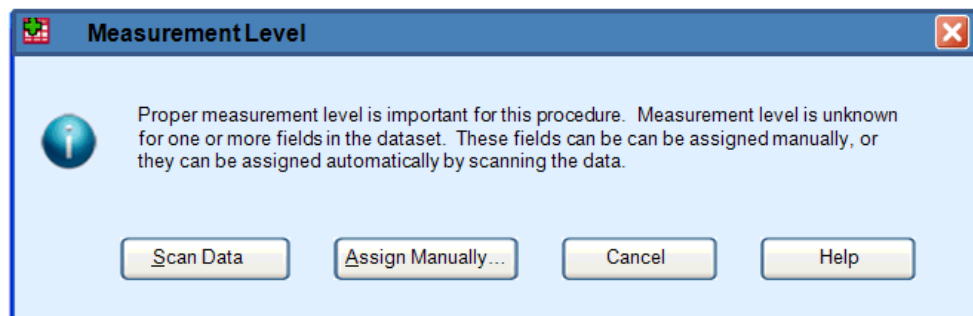 Measurement Level
Proper measurement level is important for this procedure. Measurement level is unknown
for one or more fields in the dataset. These fields can be can be assigned manually, or
they can be assigned automatically by scanning the data.
Scan Data Assign Manually... Cancel Help